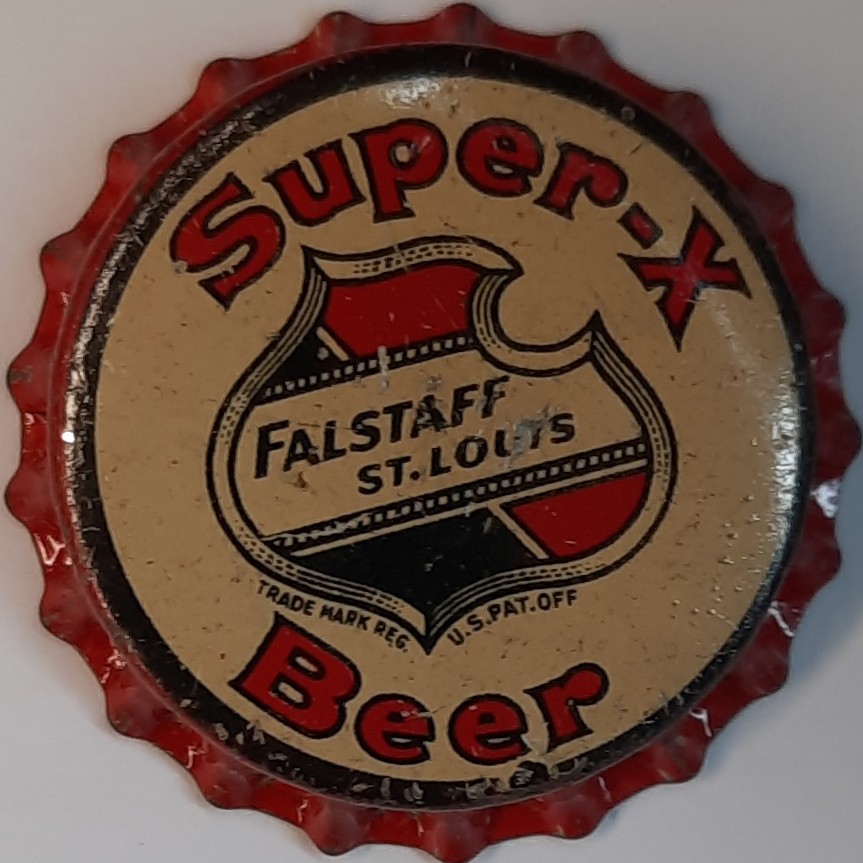 Super-X
FALSTAFF
ST. LOUIS
TRADE MARK REG.
U.S. PAT. OFF
Beer